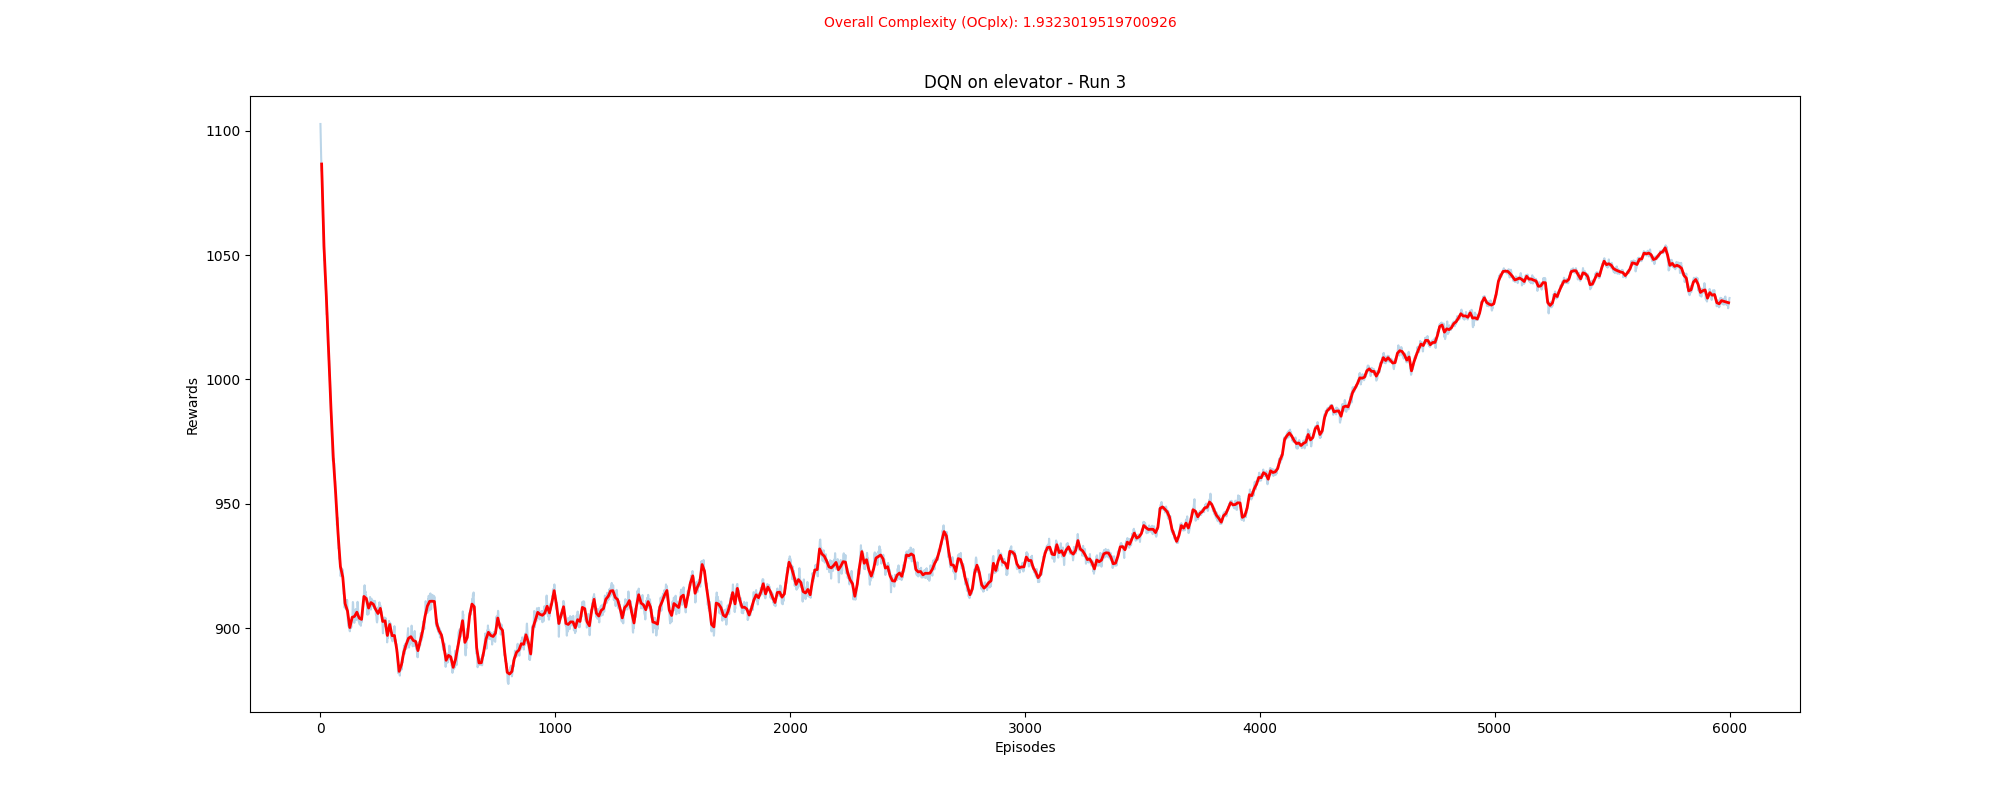 Overall Complexity (OCplx): 1.9323019519700926
DQN on elevator - Run 3
1100
1050
1000
950
900
Rewards
0 1000 2000 3000 4000 5000 6000
Episodes